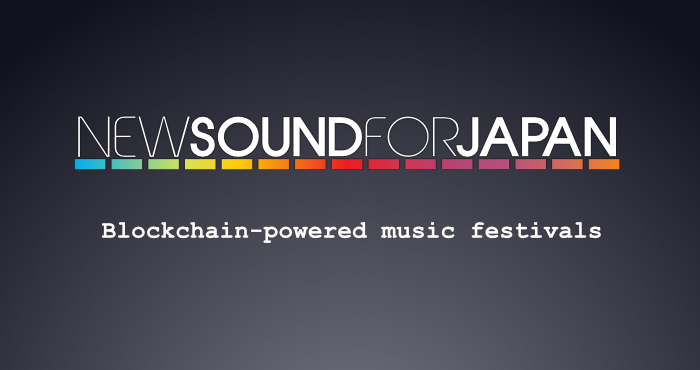 NEWSOUNDFORJAPAN
Blockchain-powered music festivals